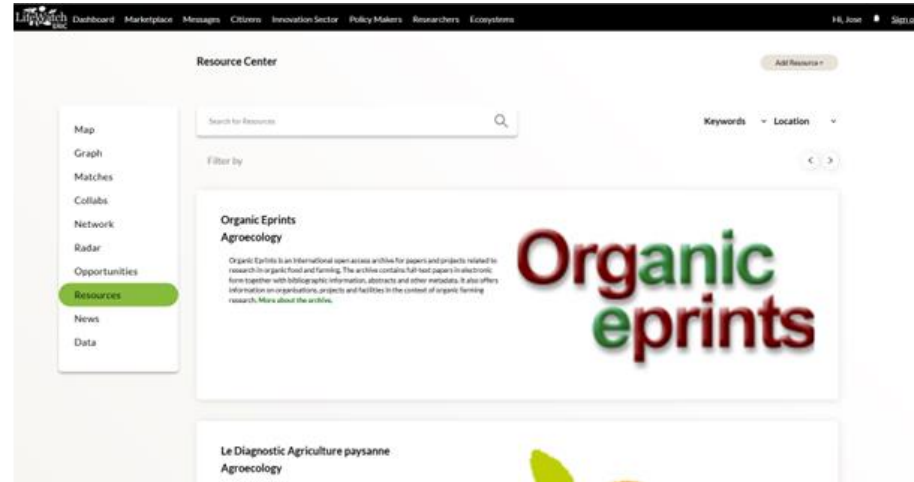 LifeWatch ERIC Dashboard Marketplace Messages Citizens Innovation Sector Policy Makers Researchers Ecosystems Hi, Jose Sign o
Resource Center Add Resource +
Search for Resources Keywords Location
Filter by
Map
Graph
Matches
Collabs
Network
Radar
Opportunities
Resources
News
Data
Organic Eprints
Agroecology
Organic Eprints is an International open access archive for papers and projects related to
research in organic food and farming. The archive contains full-text papers in electronic
form together with bibliographic information, abstracts and other metadata. It also offers
information on organisations, projects and facilities in the context of organic farming
research. More about the archive.
Organic
eprints
Le Diagnostic Agriculture paysanne
Agroecology